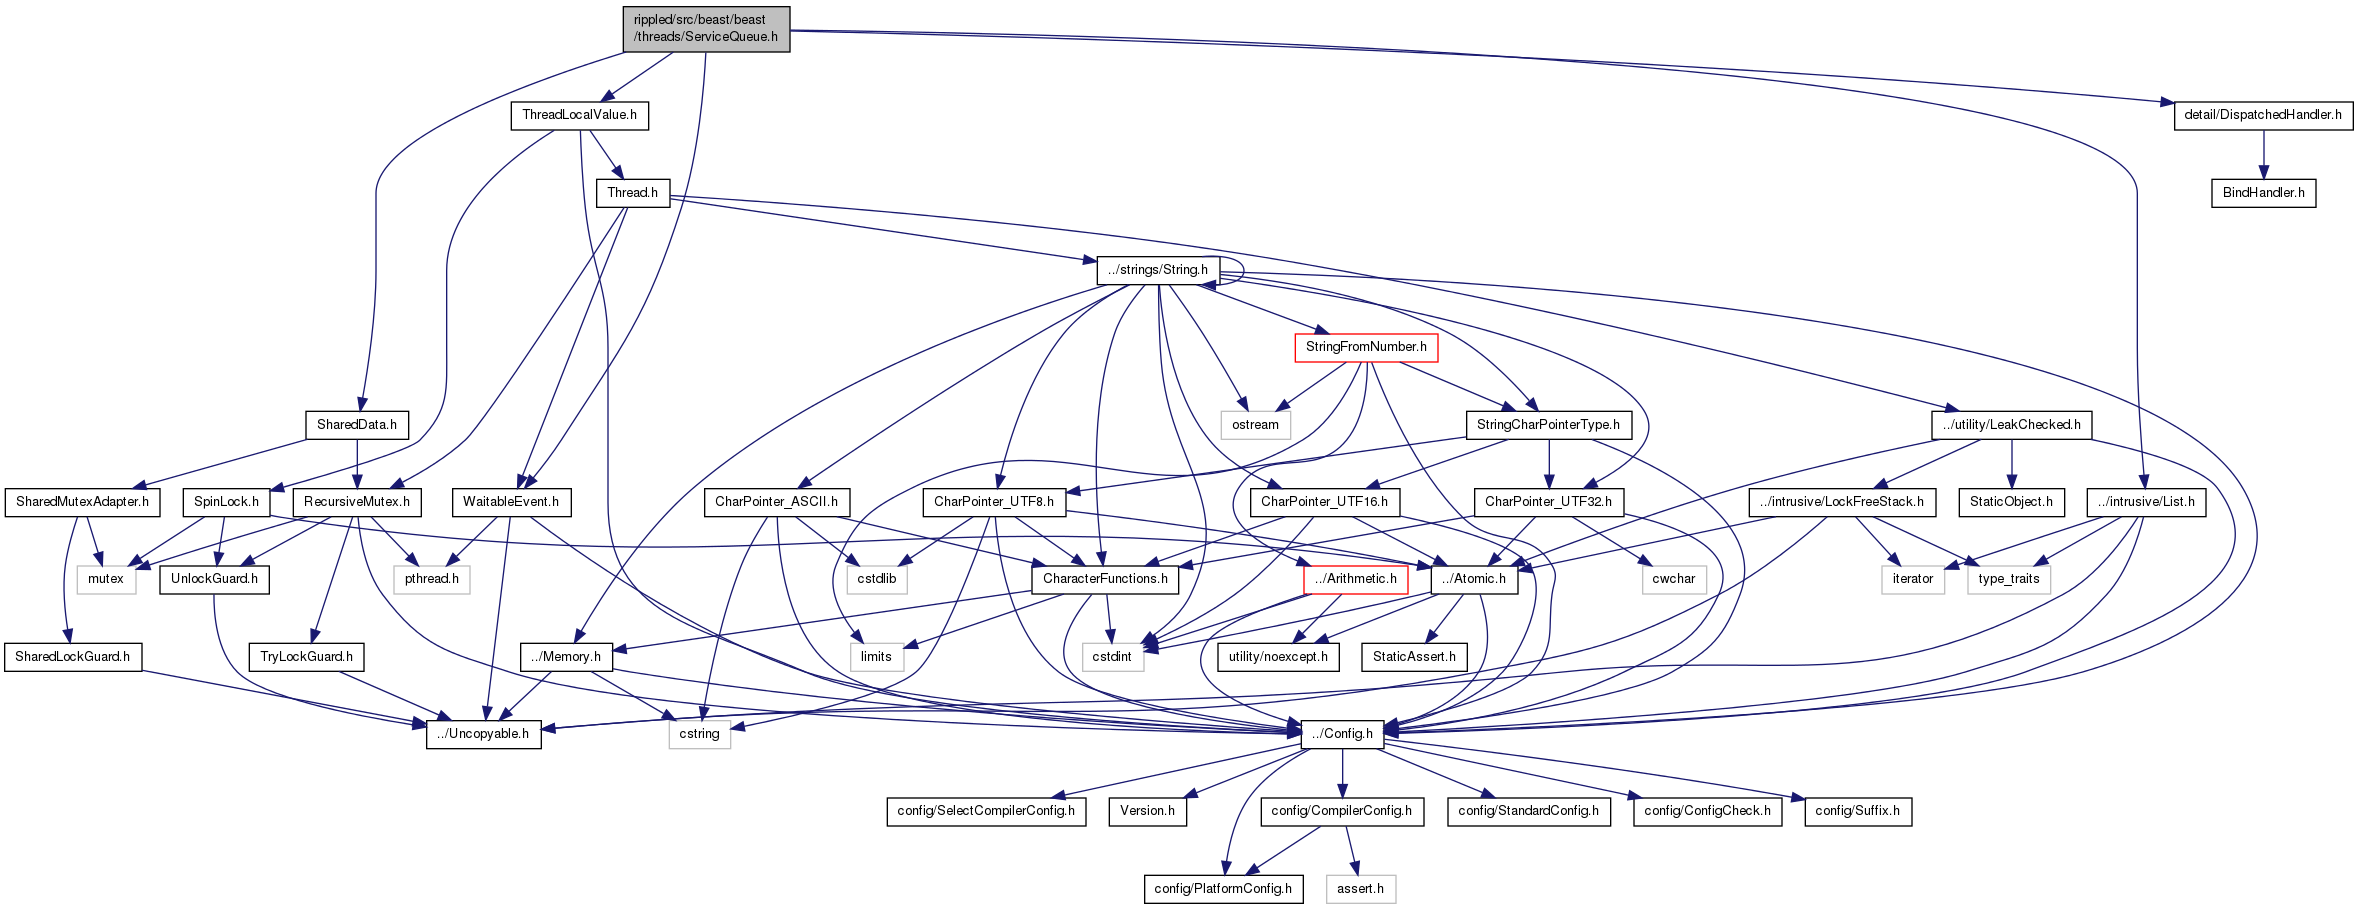 rippled/src/beast/beast
/threads/ServiceQueue.h
ThreadLocalValue.h
detail/DispatchedHandler.h
Thread.h
BindHandler.h
../strings/String.h
StringFromNumber.h
SharedData.h
ostream
StringCharPointerType.h
../utility/LeakChecked.h
SharedMutexAdapter.h
SpinLock.h
RecursiveMutex.h
WaitableEvent.h
CharPointer_ASCII.h
CharPointer_UTF8.h
CharPointer_UTF16.h
CharPointer_UTF32.h
../intrusive/LockFreeStack.h
StaticObject.h
../intrusive/List.h
mutex
UnlockGuard.h
pthread.h
cstdlib
CharacterFunctions.h
../Arithmetic.h
../Atomic.h
cwchar
iterator
type_traits
SharedLockGuard.h
TryLockGuard.h
../Memory.h
limits
cstdint
utility/noexcept.h
StaticAssert.h
../Uncopyable.h
cstring
../Config.h
config/SelectCompilerConfig.h
Version.h
config/CompilerConfig.h
config/StandardConfig.h
config/ConfigCheck.h
config/Suffix.h
config/PlatformConfig.h
assert.h